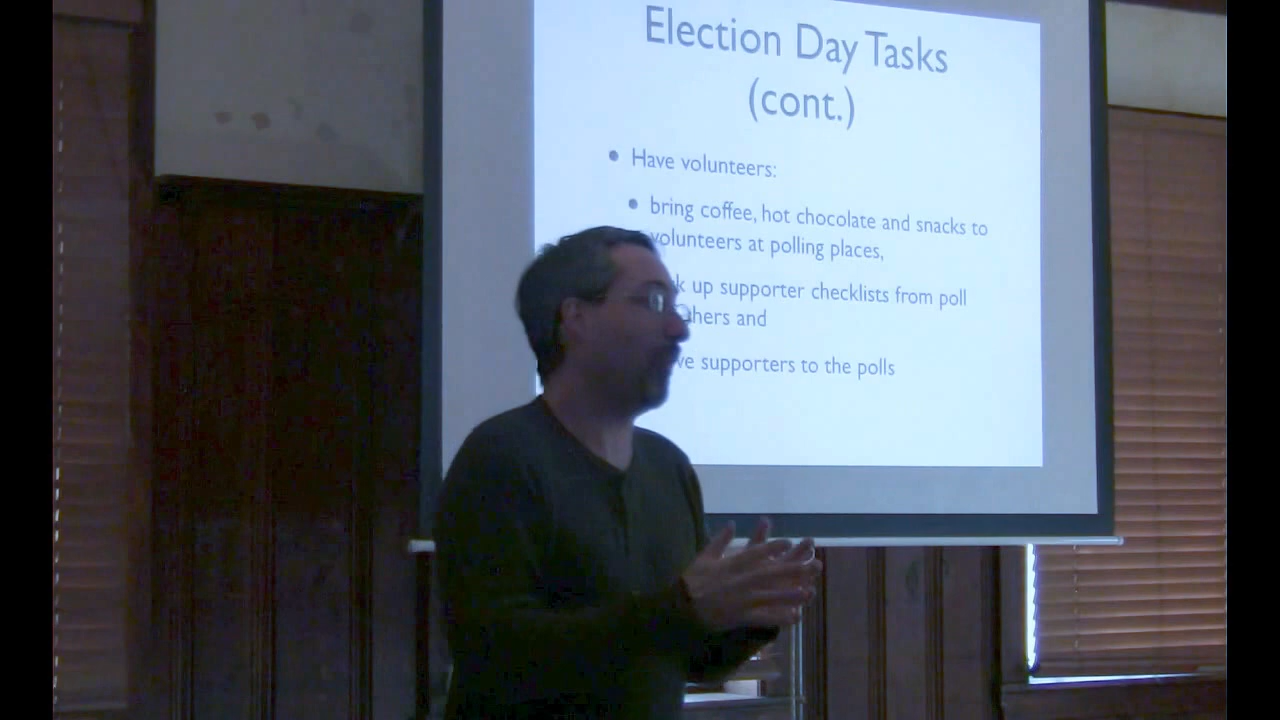 Election Day Tasks
(cont.)
• Have volunteers:
• bring coffee, hot chocolate and snacks to
volunteers at polling places,
up supporter checklists from poll
and
supporters to the polls